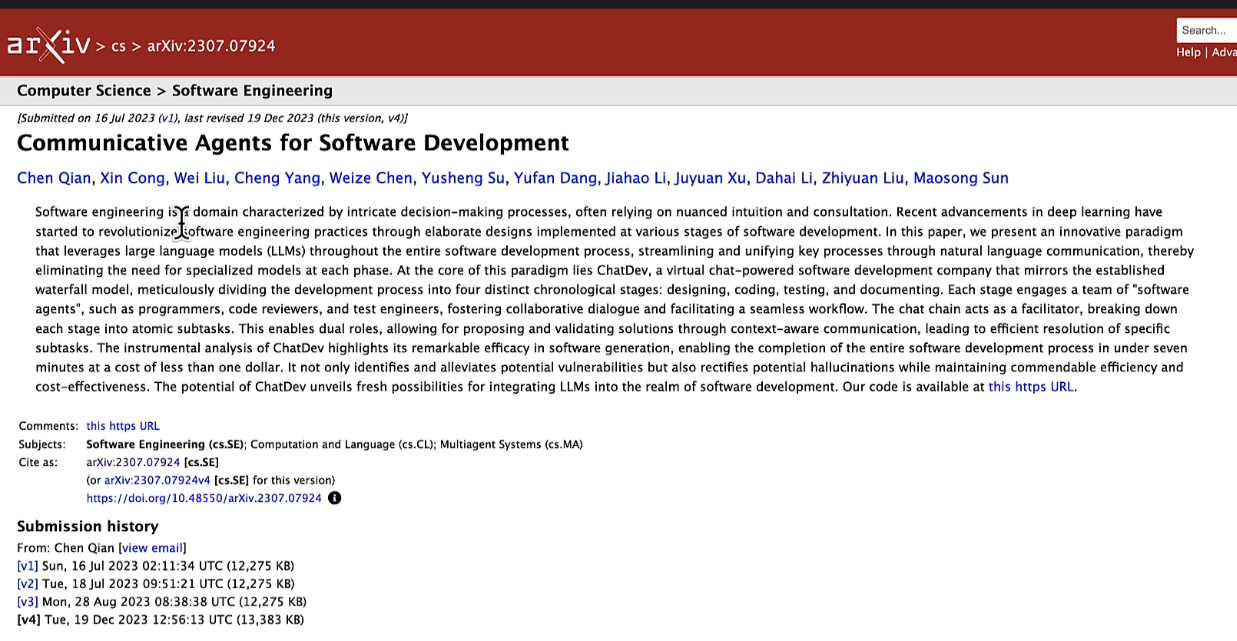 arXiv > cs > arXiv:2307.07924
Search...
Help | Adva
Computer Science > Software Engineering
[Submitted on 16 Jul 2023 (v1), last revised 19 Dec 2023 (this version, v4)]
Communicative Agents for Software Development
Chen Qian, Xin Cong, Wei Liu, Cheng Yang, Weize Chen, Yusheng Su, Yufan Dang, Jiahao Li, Juyuan Xu, Dahai Li, Zhiyuan Liu, Maosong Sun
Software engineering is a domain characterized by intricate decision-making processes, often relying on nuanced intuition and consultation. Recent advancements in deep learning have
started to revolutionize software engineering practices through elaborate designs implemented at various stages of software development. In this paper, we present an innovative paradigm
that leverages large language models (LLMs) throughout the entire software development process, streamlining and unifying key processes through natural language communication, thereby
eliminating the need for specialized models at each phase. At the core of this paradigm lies ChatDev, a virtual chat-powered software development company that mirrors the established
waterfall model, meticulously dividing the development process into four distinct chronological stages: designing, coding, testing, and documenting. Each stage engages a team of "software
agents", such as programmers, code reviewers, and test engineers, fostering collaborative dialogue and facilitating a seamless workflow. The chat chain acts as a facilitator, breaking down
each stage into atomic subtasks. This enables dual roles, allowing for proposing and validating solutions through context-aware communication, leading to efficient resolution of specific
subtasks. The instrumental analysis of ChatDev highlights its remarkable efficacy in software generation, enabling the completion of the entire software development process in under seven
minutes at a cost of less than one dollar. It not only identifies and alleviates potential vulnerabilities but also rectifies potential hallucinations while maintaining commendable efficiency and
cost-effectiveness. The potential of ChatDev unveils fresh possibilities for integrating LLMs into the realm of software development. Our code is available at this https URL.
Comments: this https URL
Subjects: Software Engineering (cs.SE); Computation and Language (cs.CL); Multiagent Systems (cs.MA)
Cite as: arXiv:2307.07924 [cs.SE]
(or arXiv:2307.07924v4 [cs.SE] for this version)
https://doi.org/10.48550/arXiv.2307.07924
Submission history
From: Chen Qian [view email]
[v1] Sun, 16 Jul 2023 02:11:34 UTC (12,275 KB)
[v2] Tue, 18 Jul 2023 09:51:21 UTC (12,275 KB)
[v3] Mon, 28 Aug 2023 08:38:38 UTC (12,275 KB)
[v4] Tue, 19 Dec 2023 12:56:13 UTC (13,383 KB)